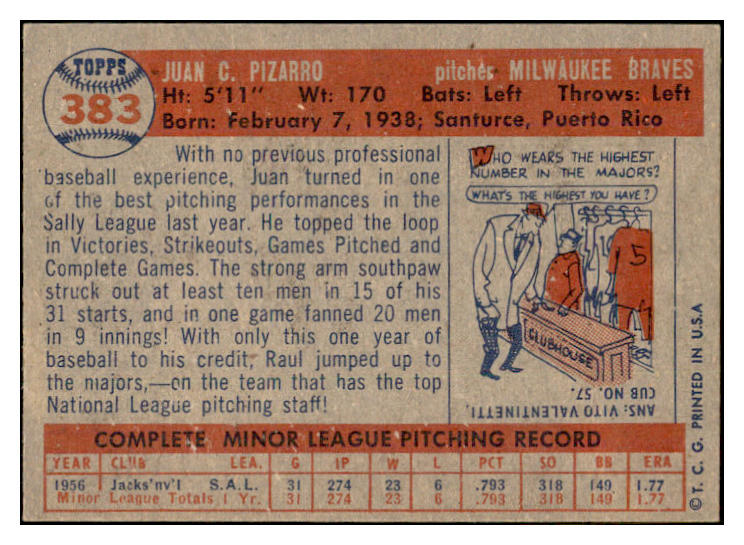 TOPPS
383
JUAN C. PIZARRO pitches MILWAUKEE BRAVES
Ht: 5'11" Wt: 170 Bats: Left Throws: Left
Born: February 7, 1938; Santurce, Puerto Rico
With no previous professional
baseball experience, Juan turned in one
of the best pitching performances in the
Sally League last year. He topped the loop
in Victories, Strikeouts, Games Pitched and
Complete Games. The strong arm southpaw
struck out at least ten men in 15 of his
31 starts, and in one game fanned 20 men
in 9 innings! With only this one year of
baseball to his credit, Raul jumped up to
the majors,—on the team that has the top
National League pitching staff!
WHO WEARS THE HIGHEST
NUMBER IN THE MAJORS?
WHAT'S THE HIGHEST YOU HAVE?
5
CLUBHOUSE
ANS: VITO VALENTINETTI,
CUB NO. 57.
COMPLETE MINOR LEAGUE PITCHING RECORD
YEAR CLUB LEA. G IP W L PCT SO BB ERA
1956 Jacks'nv'l S.A.L. 31 274 23 6 .793 318 149 1.77
Minor League Totals 1 Yr. 31 274 23 6 .793 318 149 1.77
© T. C. G. PRINTED IN U.S.A